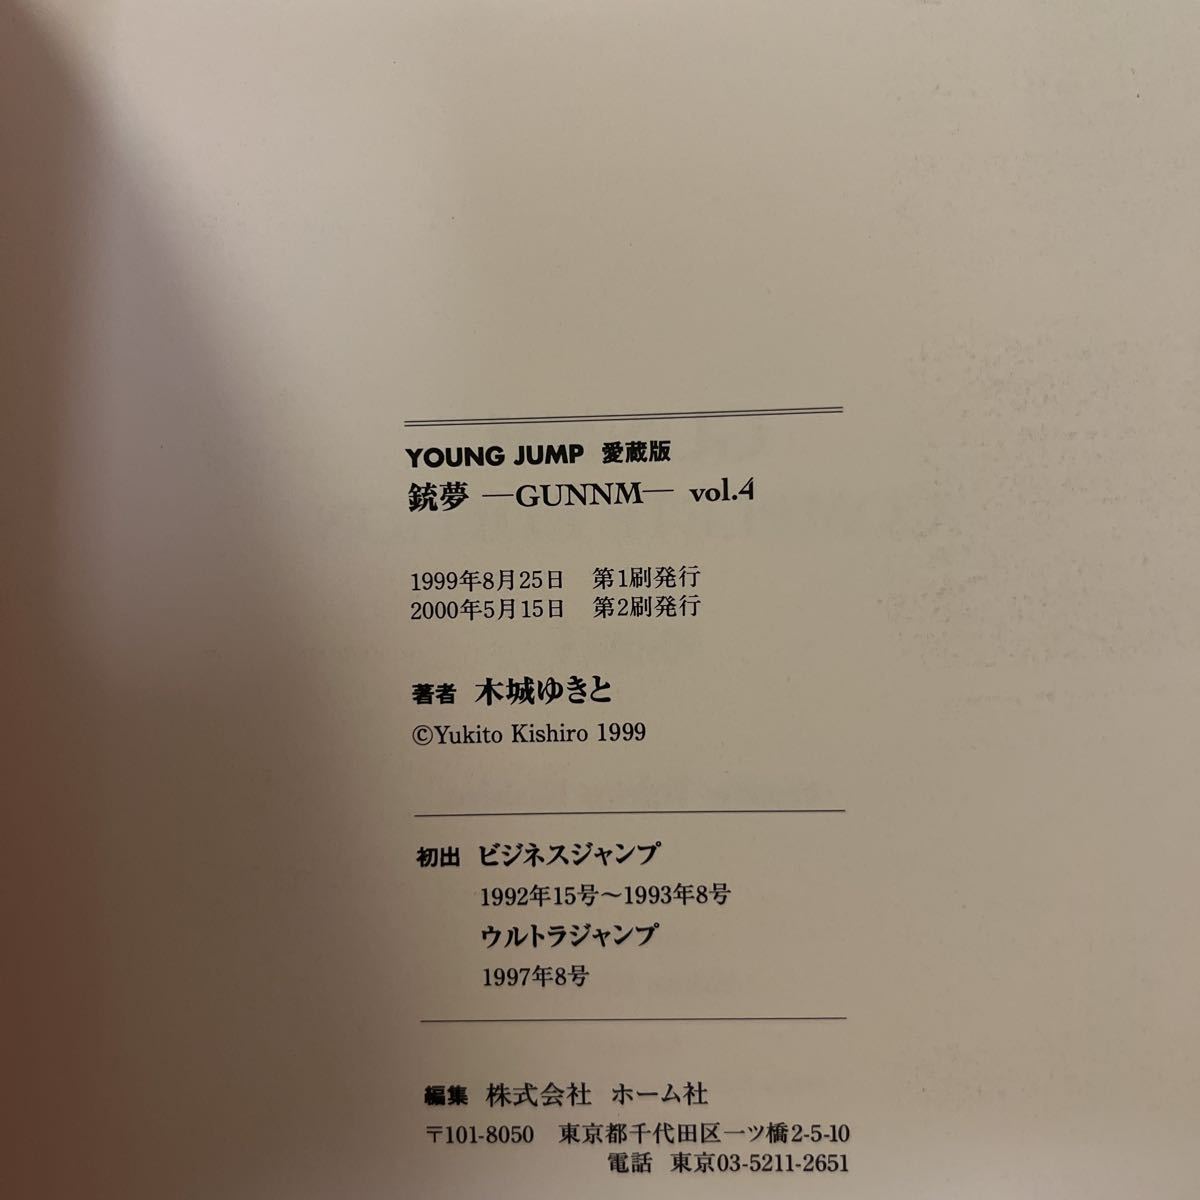 YOUNG JUMP 愛蔵版
銃夢 ―GUNNM― vol.4
1999年8月25日 第1刷発行
2000年5月15日 第2刷発行
著者 木城ゆきと
©Yukito Kishiro 1999
初出 ビジネスジャンプ
1992年15号～1993年8号
ウルトラジャンプ
1997年8号
編集 株式会社 ホーム社
〒101-8050 東京都千代田区一ツ橋2-5-10
電話 東京03-5211-2651